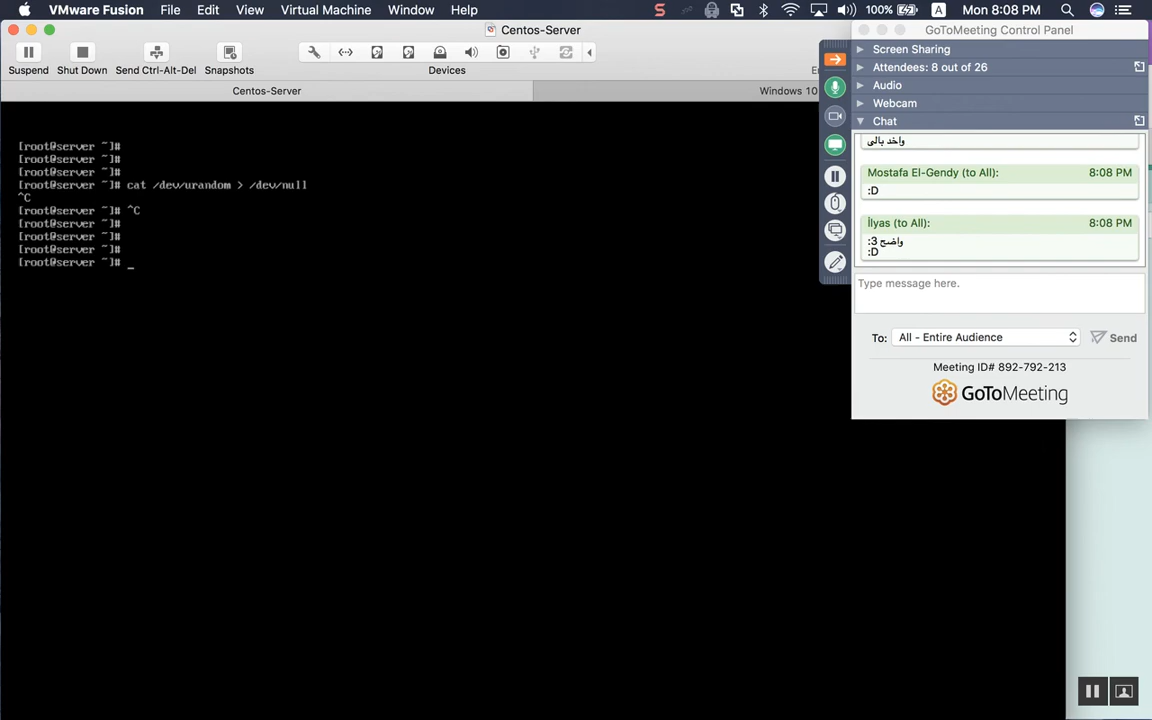 VMware Fusion File Edit View Virtual Machine Window Help
100% A Mon 8:08 PM
Centos-Server
Suspend Shut Down Send Ctrl-Alt-Del Snapshots Devices
Centos-Server Windows 10
[root@server ~]#
[root@server ~]#
[root@server ~]#
[root@server ~]# cat /dev/urandom > /dev/null
^C
[root@server ~]# ^C
[root@server ~]#
[root@server ~]#
[root@server ~]#
[root@server ~]# _
GoToMeeting Control Panel
Screen Sharing
Attendees: 8 out of 26
Audio
Webcam
Chat
واخد بالى
Mostafa El-Gendy (to All): 8:08 PM
:D
İlyas (to All): 8:08 PM
واضح 3:
:D
Type message here.
To: All - Entire Audience Send
Meeting ID# 892-792-213
GoToMeeting